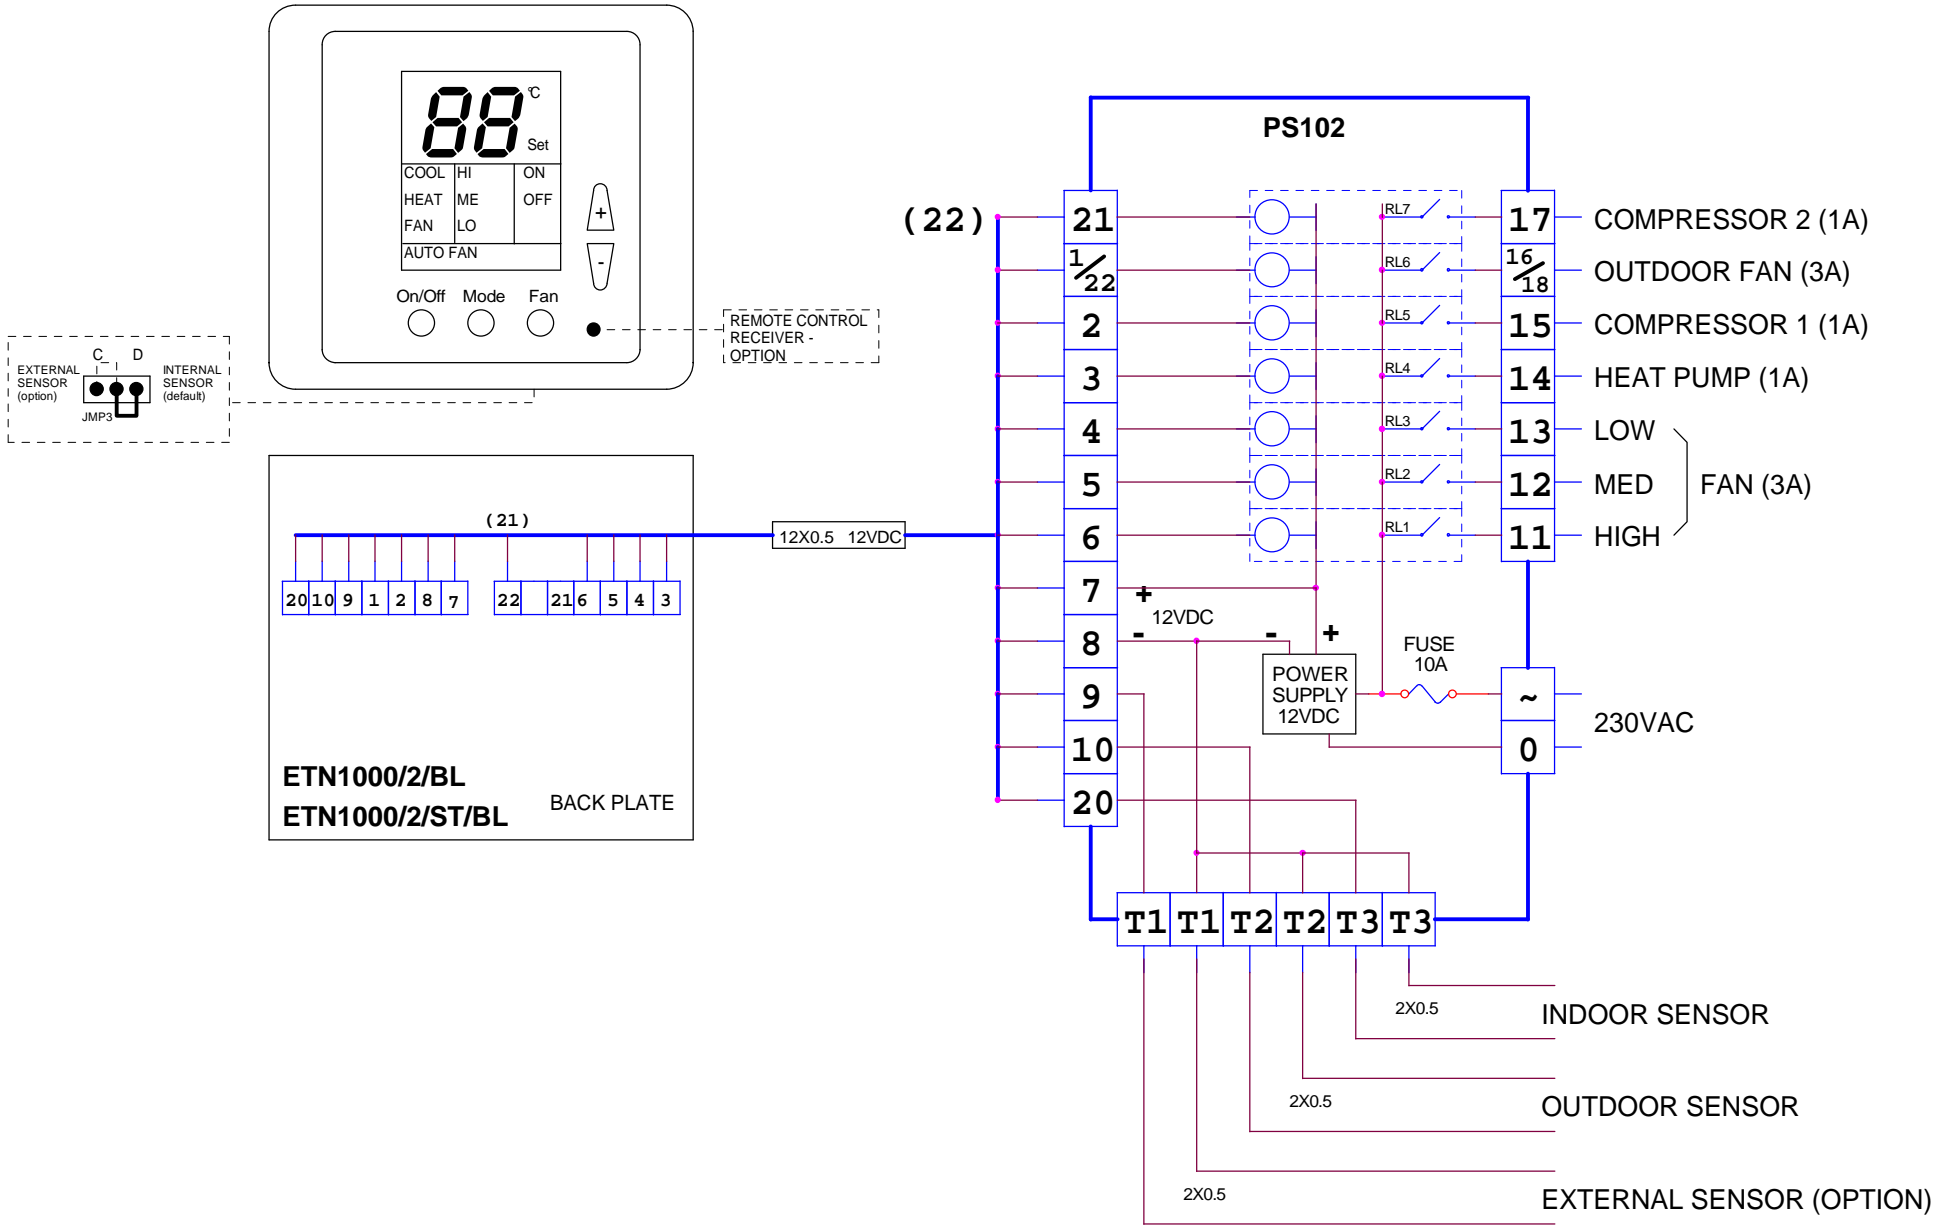 88 °C
Set
COOL HI ON
HEAT ME OFF
FAN LO
AUTO FAN
+
-
On/Off Mode Fan
REMOTE CONTROL
RECEIVER -
OPTION
C D
EXTERNAL
SENSOR
(option)
INTERNAL
SENSOR
(default)
JMP3
(21)
20 10 9 1 2 8 7 22 21 6 5 4 3
12X0.5 12VDC
ETN1000/2/BL
ETN1000/2/ST/BL
BACK PLATE
PS102
(22)
21 RL7 17 COMPRESSOR 2 (1A)
1/22 RL6 16/18 OUTDOOR FAN (3A)
2 RL5 15 COMPRESSOR 1 (1A)
3 RL4 14 HEAT PUMP (1A)
4 RL3 13 LOW
5 RL2 12 MED FAN (3A)
6 RL1 11 HIGH
7 +
12VDC
8 - - +
9
10
20
POWER
SUPPLY
12VDC
FUSE
10A
~
0
230VAC
T1 T1 T2 T2 T3 T3
2X0.5
INDOOR SENSOR
2X0.5
OUTDOOR SENSOR
2X0.5
EXTERNAL SENSOR (OPTION)